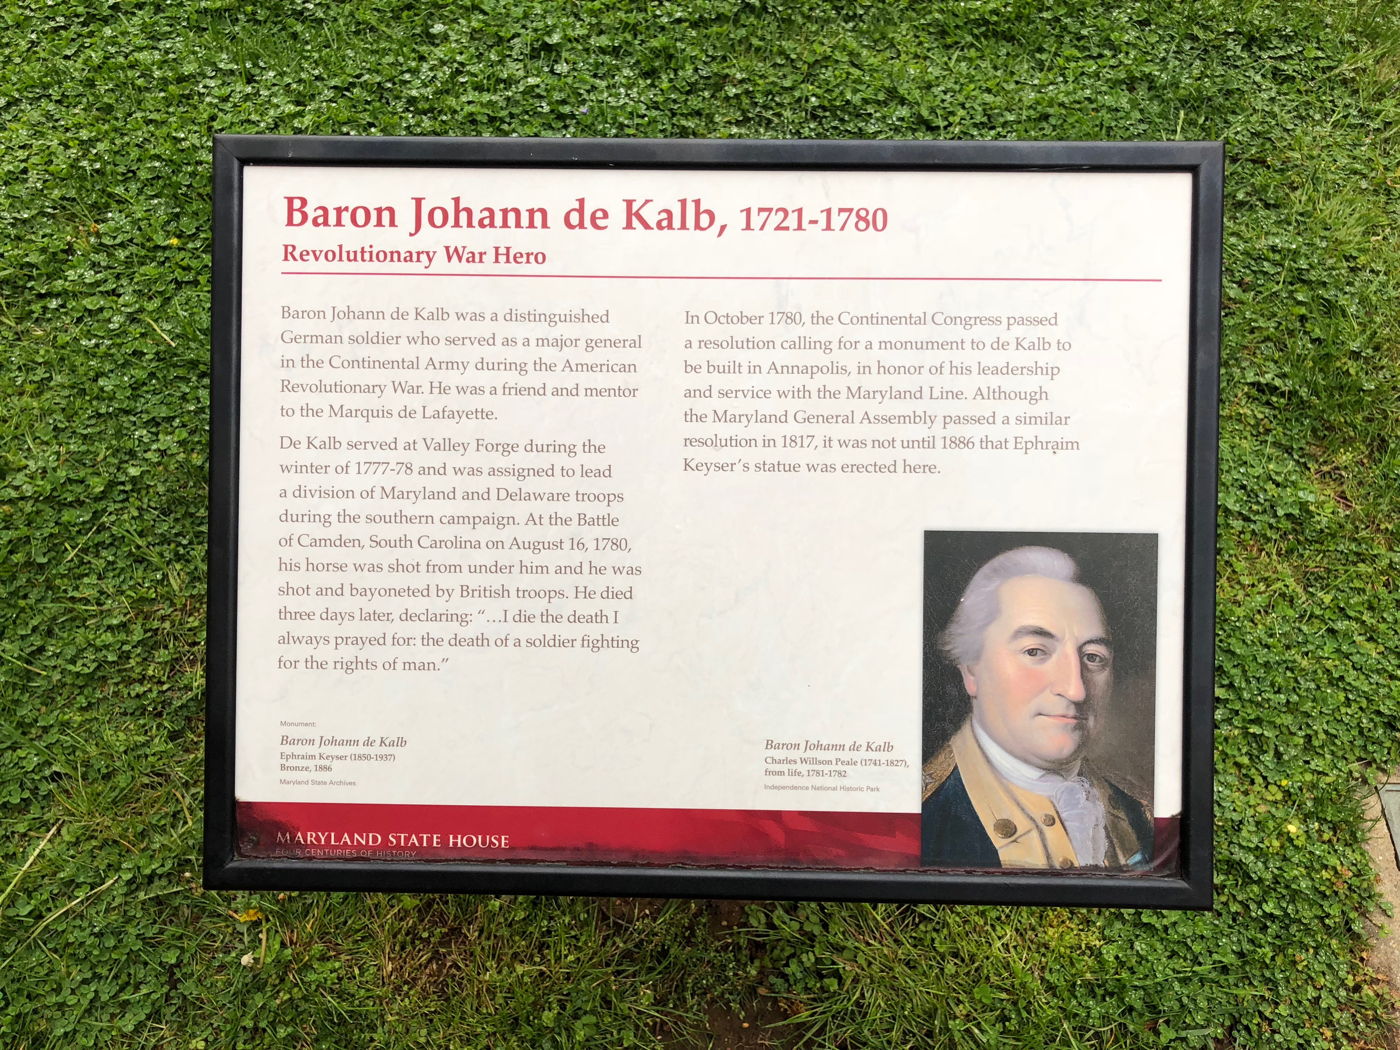 Baron Johann de Kalb, 1721-1780
Revolutionary War Hero
Baron Johann de Kalb was a distinguished
German soldier who served as a major general
in the Continental Army during the American
Revolutionary War. He was a friend and mentor
to the Marquis de Lafayette.
De Kalb served at Valley Forge during the
winter of 1777-78 and was assigned to lead
a division of Maryland and Delaware troops
during the southern campaign. At the Battle
of Camden, South Carolina on August 16, 1780,
his horse was shot from under him and he was
shot and bayoneted by British troops. He died
three days later, declaring: “…I die the death I
always prayed for: the death of a soldier fighting
for the rights of man.”
In October 1780, the Continental Congress passed
a resolution calling for a monument to de Kalb to
be built in Annapolis, in honor of his leadership
and service with the Maryland Line. Although
the Maryland General Assembly passed a similar
resolution in 1817, it was not until 1886 that Ephraim
Keyser’s statue was erected here.
Monument:
Baron Johann de Kalb
Ephraim Keyser (1850-1937)
Bronze, 1886
Maryland State Archives
Baron Johann de Kalb
Charles Willson Peale (1741-1827),
from life, 1781-1782
Independence National Historic Park
MARYLAND STATE HOUSE
FOUR CENTURIES OF HISTORY